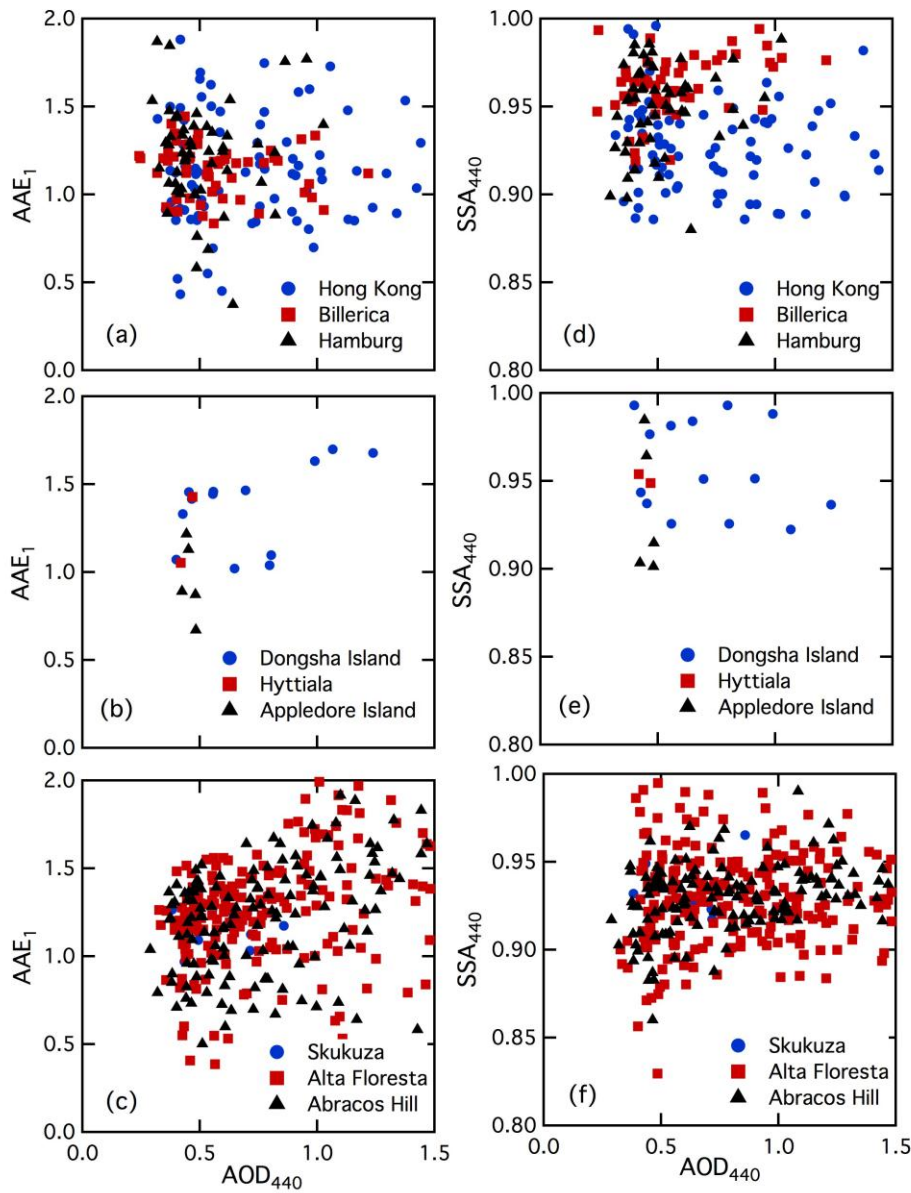 2.0
1.5
1.0
0.5
0.0
AAE1
Hong Kong
Billerica
Hamburg
(a)
1.00
0.95
0.90
0.85
0.80
SSA440
Hong Kong
Billerica
Hamburg
(d)
2.0
1.5
1.0
0.5
0.0
AAE1
Dongsha Island
Hyttiala
Appledore Island
(b)
1.00
0.95
0.90
0.85
0.80
SSA440
Dongsha Island
Hyttiala
Appledore Island
(e)
2.0
1.5
1.0
0.5
0.0
AAE1
Skukuza
Alta Floresta
Abracos Hill
(c)
0.0 0.5 1.0 1.5
AOD440
1.00
0.95
0.90
0.85
0.80
SSA440
Skukuza
Alta Floresta
Abracos Hill
(f)
0.0 0.5 1.0 1.5
AOD440